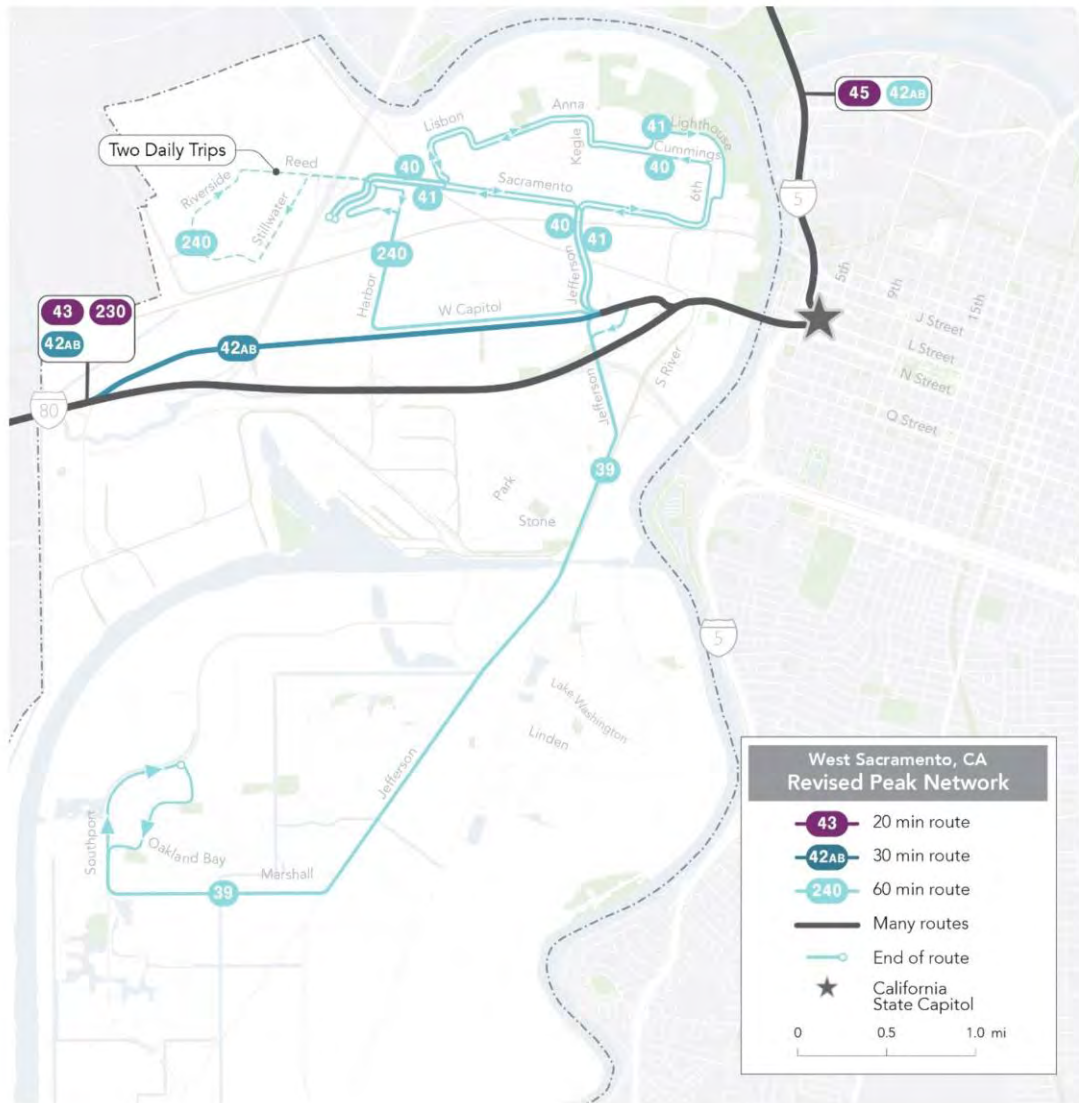 45 42AB
Anna
Lisbon
41 Lighthouse
Kegle
Cummings
40
Two Daily Trips
Reed
40
Sacramento
41
Riverside
Stillwater
6th
5
240
240
40
41
Jefferson
5th
9th
15th
Harbor
W Capitol
43 230
42AB
42AB
J Street
L Street
N Street
Q Street
S River
80
Jefferson
39
Park
Stone
5
Lake Washington
Linden
Jefferson
Southport
Oakland Bay
Marshall
39
West Sacramento, CA
Revised Peak Network
43 20 min route
42AB 30 min route
240 60 min route
Many routes
End of route
California
State Capitol
0 0.5 1.0 mi